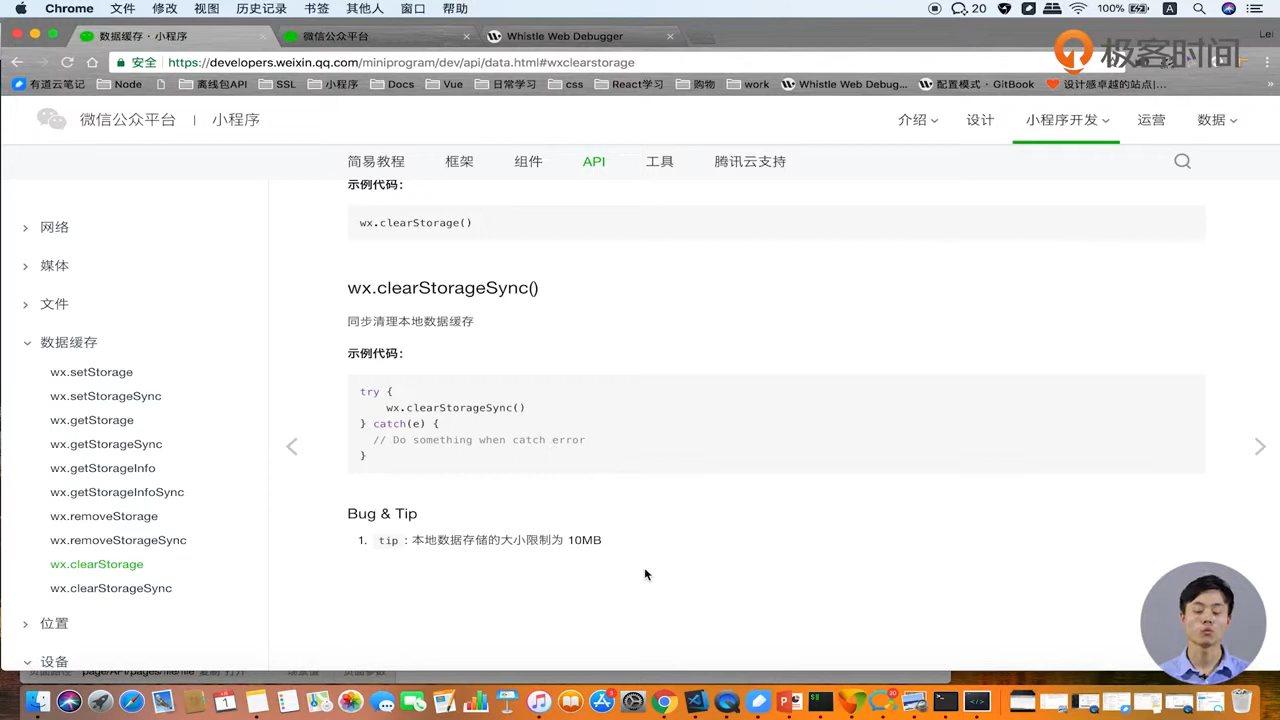 Chrome 文件 修改 视图 历史记录 书签 其他人 窗口 帮助 20 100% A
数据缓存 · 小程序 × 微信公众平台 × Whistle Web Debugger × Lei
安全 https://developers.weixin.qq.com/miniprogram/dev/api/data.html#wxclearstorage
极客时间
有道云笔记 Node 离线包API SSL 小程序 Docs Vue 日常学习 css React学习 购物 work Whistle Web Debug... 配置模式 · GitBook 设计感卓越的站点|... »
微信公众平台 | 小程序 介绍 设计 小程序开发 运营 数据
简易教程 框架 组件 API 工具 腾讯云支持
示例代码：
网络
wx.clearStorage()
媒体
wx.clearStorageSync()
文件
同步清理本地数据缓存
数据缓存
示例代码：
wx.setStorage
try {
wx.setStorageSync
wx.clearStorageSync()
wx.getStorage
} catch(e) {
wx.getStorageSync
// Do something when catch error
}
wx.getStorageInfo
wx.getStorageInfoSync
Bug & Tip
wx.removeStorage
1. tip：本地数据存储的大小限制为 10MB
wx.removeStorageSync
wx.clearStorage
wx.clearStorageSync
位置
设备